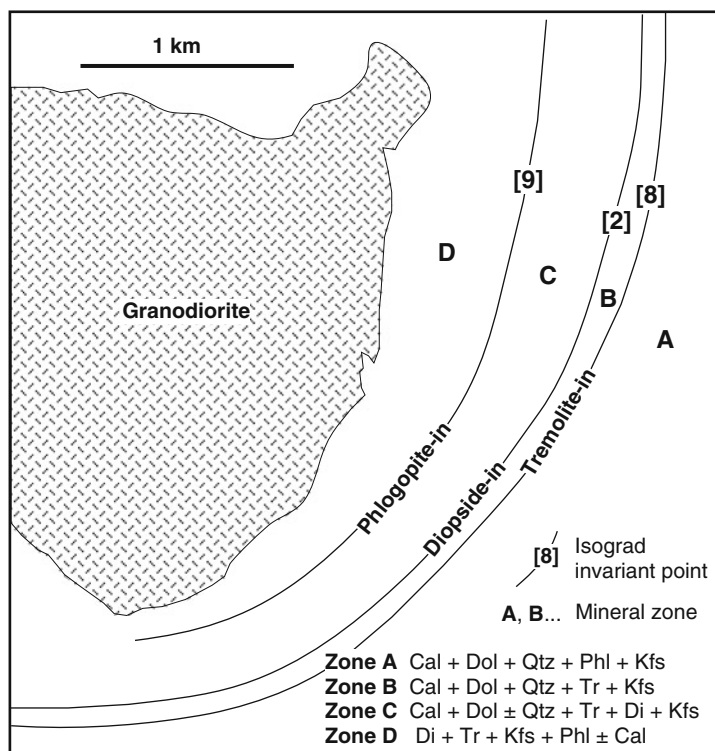 1 km
[9]
[8]
[2]
D
C
B
A
Granodiorite
Phlogopite-in
Diopside-in
Tremolite-in
[8] Isograd
invariant point
A, B... Mineral zone
Zone A Cal + Dol + Qtz + Phl + Kfs
Zone B Cal + Dol + Qtz + Tr + Kfs
Zone C Cal + Dol ± Qtz + Tr + Di + Kfs
Zone D Di + Tr + Kfs + Phl ± Cal